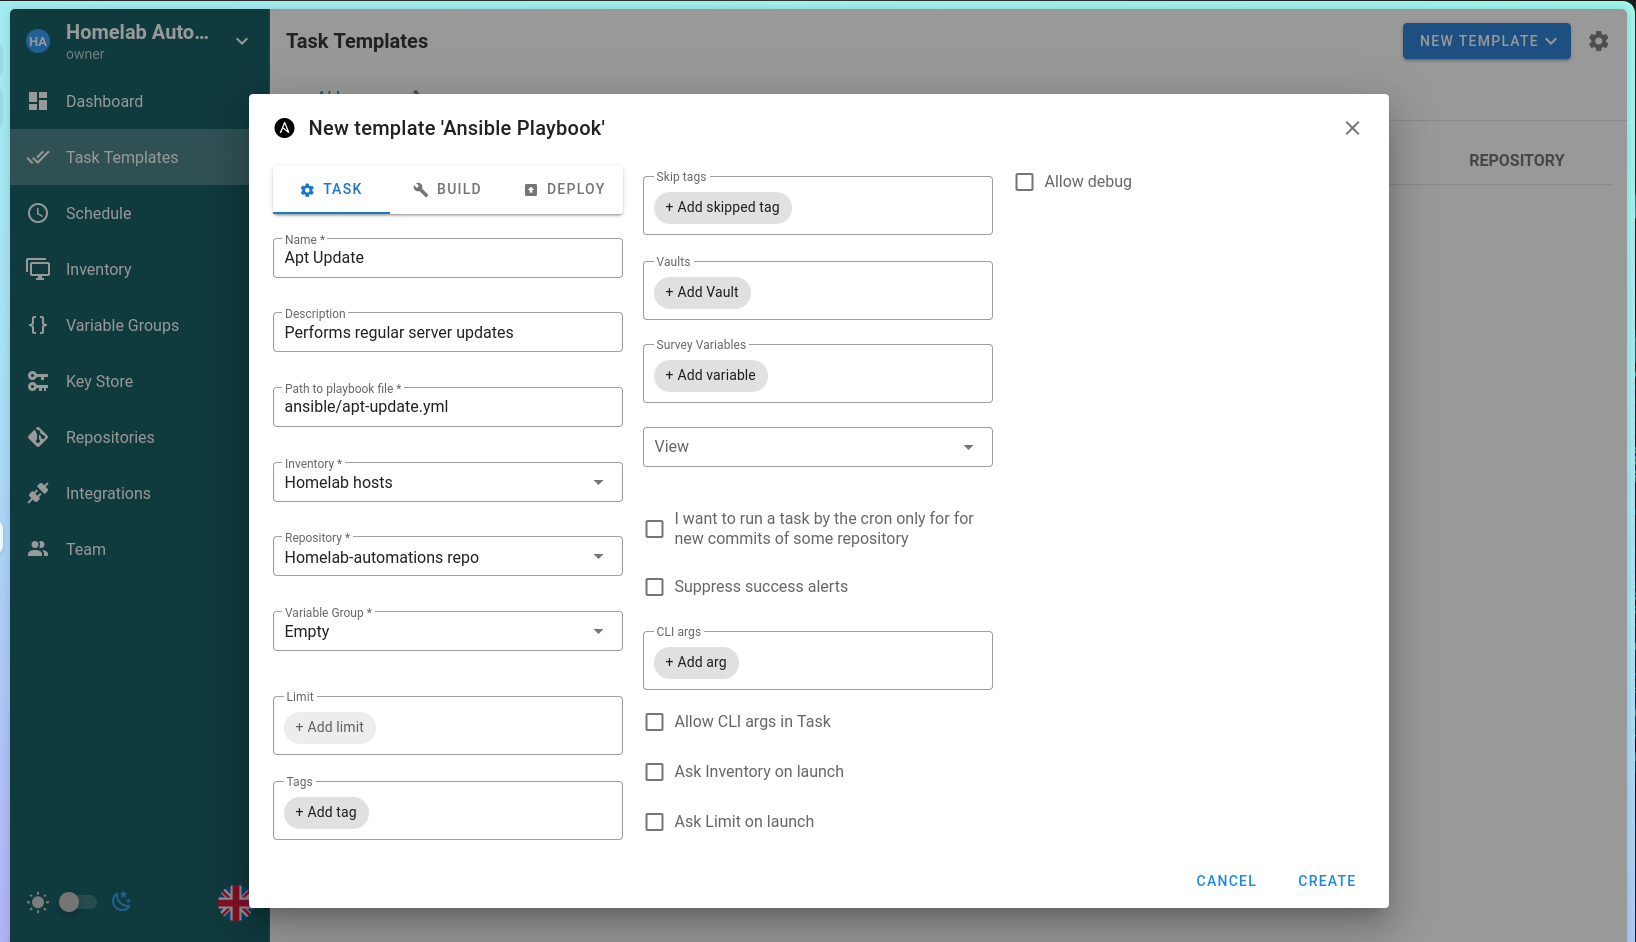 HA
Homelab Auto...
owner
Dashboard
Task Templates
Schedule
Inventory
Variable Groups
Key Store
Repositories
Integrations
Team
Task Templates
NEW TEMPLATE
REPOSITORY
New template 'Ansible Playbook'
TASK
BUILD
DEPLOY
Name *
Apt Update
Description
Performs regular server updates
Path to playbook file *
ansible/apt-update.yml
Inventory *
Homelab hosts
Repository *
Homelab-automations repo
Variable Group *
Empty
Limit
+ Add limit
Tags
+ Add tag
Skip tags
+ Add skipped tag
Vaults
+ Add Vault
Survey Variables
+ Add variable
View
I want to run a task by the cron only for for
new commits of some repository
Suppress success alerts
CLI args
+ Add arg
Allow CLI args in Task
Ask Inventory on launch
Ask Limit on launch
Allow debug
CANCEL
CREATE